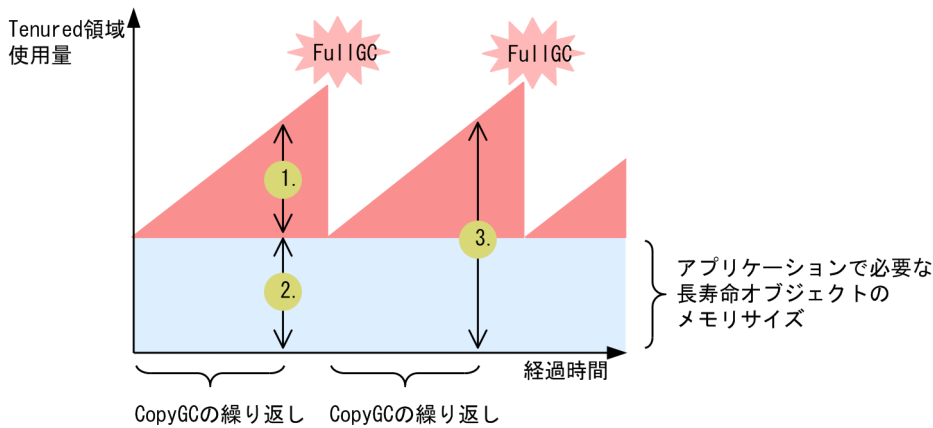 Tenured領域
使用量
FullGC
FullGC
1.
2.
3.
アプリケーションで必要な
長寿命オブジェクトの
メモリサイズ
経過時間
CopyGCの繰り返し
CopyGCの繰り返し